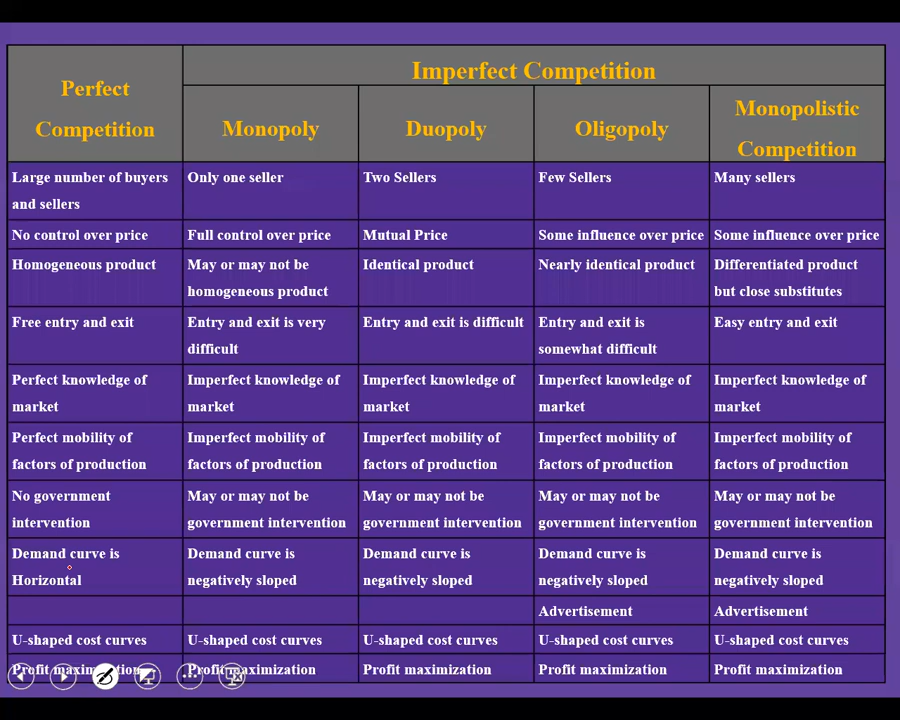 Perfect
Competition
Imperfect Competition
Monopoly
Duopoly
Oligopoly
Monopolistic
Competition
Large number of buyers
and sellers
Only one seller
Two Sellers
Few Sellers
Many sellers
No control over price
Full control over price
Mutual Price
Some influence over price
Some influence over price
Homogeneous product
May or may not be
homogeneous product
Identical product
Nearly identical product
Differentiated product
but close substitutes
Free entry and exit
Entry and exit is very
difficult
Entry and exit is difficult
Entry and exit is
somewhat difficult
Easy entry and exit
Perfect knowledge of
market
Imperfect knowledge of
market
Imperfect knowledge of
market
Imperfect knowledge of
market
Imperfect knowledge of
market
Perfect mobility of
factors of production
Imperfect mobility of
factors of production
Imperfect mobility of
factors of production
Imperfect mobility of
factors of production
Imperfect mobility of
factors of production
No government
intervention
May or may not be
government intervention
May or may not be
government intervention
May or may not be
government intervention
May or may not be
government intervention
Demand curve is
Horizontal
Demand curve is
negatively sloped
Demand curve is
negatively sloped
Demand curve is
negatively sloped
Demand curve is
negatively sloped
Advertisement
Advertisement
U-shaped cost curves
U-shaped cost curves
U-shaped cost curves
U-shaped cost curves
U-shaped cost curves
Profit maximization
Profit maximization
Profit maximization
Profit maximization
Profit maximization